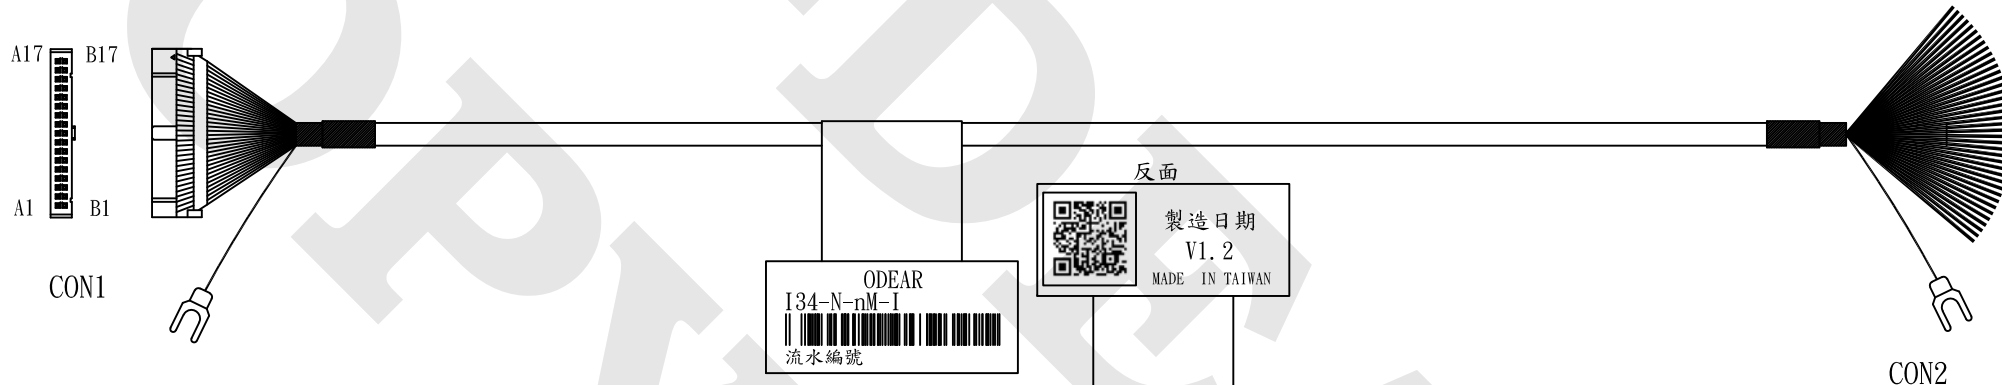 A17 B17
A1 B1
CON1
反面
製造日期
V1.2
MADE IN TAIWAN
ODEAR
I34-N-nM-I
流水編號
CON2